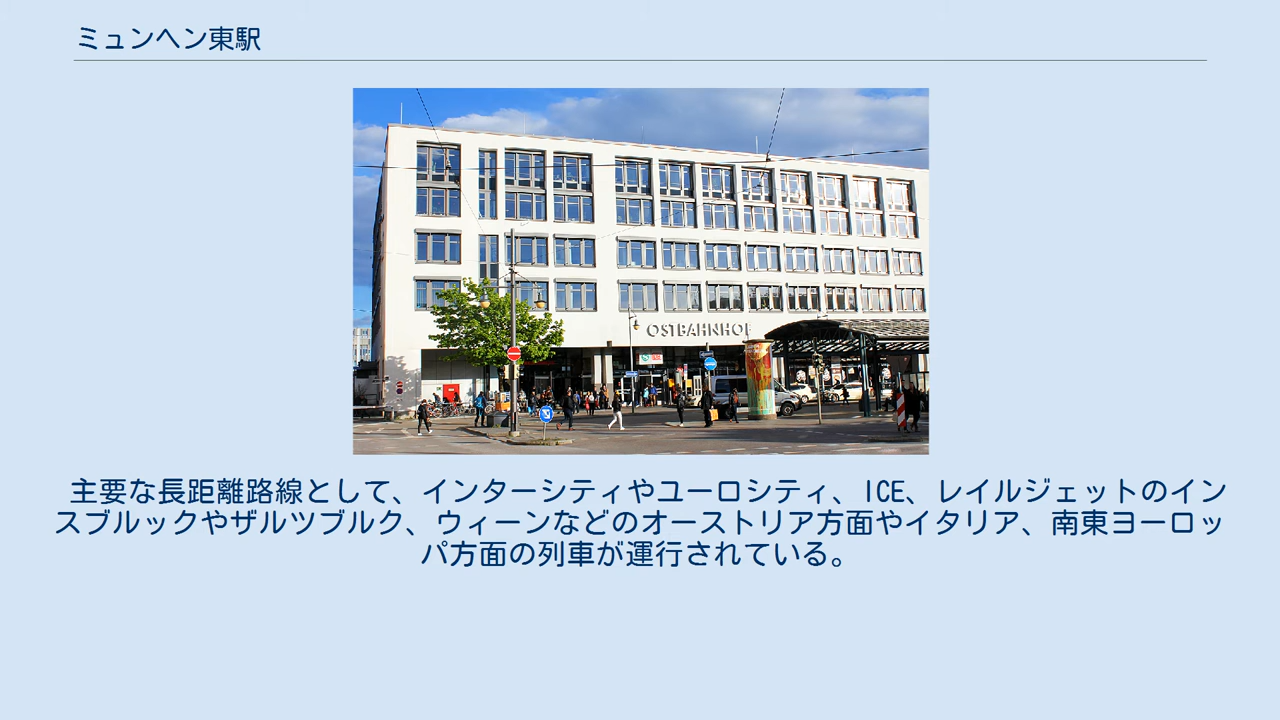 ミュンヘン東駅
OSTBAHNHOF
主要な長距離路線として、インターシティやユーロシティ、ICE、レイルジェットのイン
スブルックやザルツブルク、ウィーンなどのオーストリア方面やイタリア、南東ヨーロッ
パ方面の列車が運行されている。